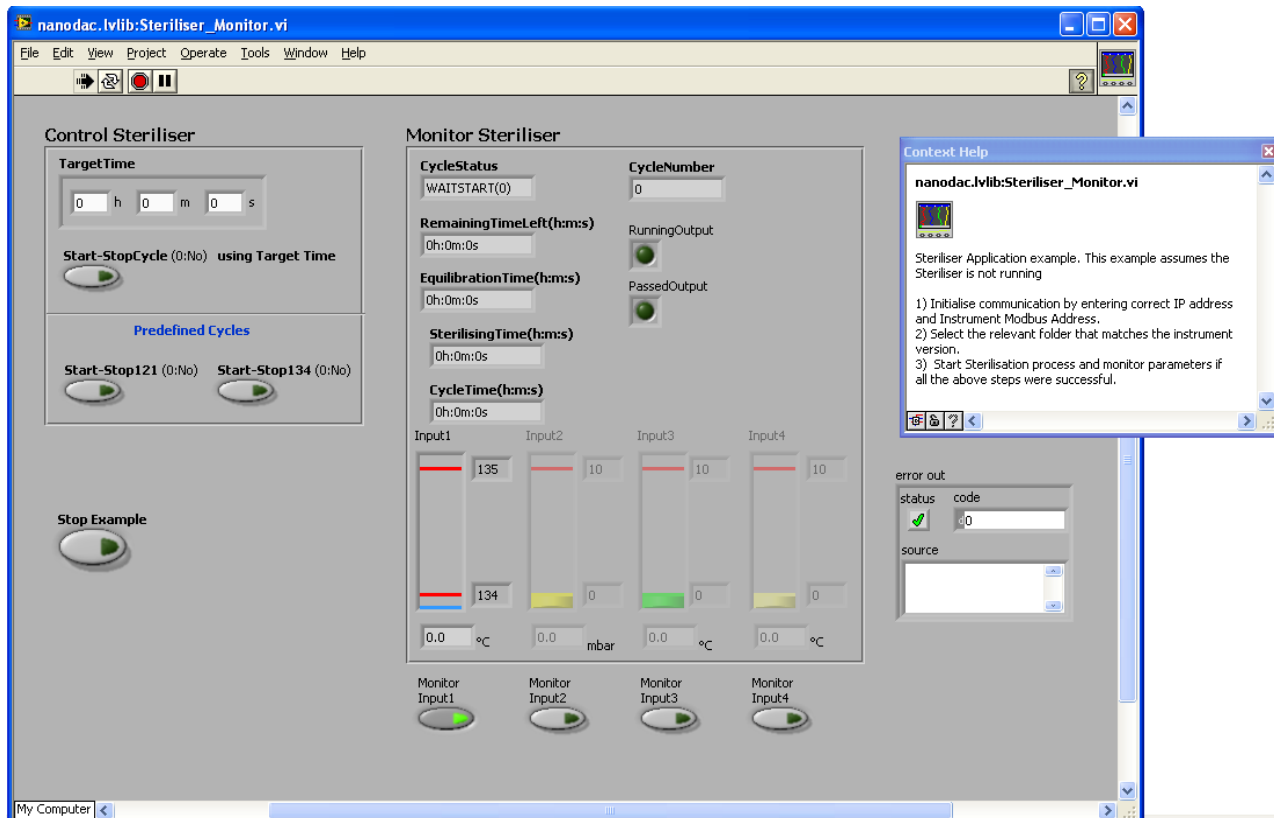 nanodac.lvlib:Steriliser_Monitor.vi
File Edit View Project Operate Tools Window Help
Control Steriliser
TargetTime
0 h 0 m 0 s
Start-StopCycle (0:No) using Target Time
Predefined Cycles
Start-Stop121 (0:No) Start-Stop134 (0:No)
Stop Example
Monitor Steriliser
CycleStatus CycleNumber
WAITSTART(0) 0
RemainingTimeLeft(h:m:s) RunningOutput
0h:0m:0s
EquilibrationTime(h:m:s) PassedOutput
0h:0m:0s
SterilisingTime(h:m:s)
0h:0m:0s
CycleTime(h:m:s)
0h:0m:0s
Input1 Input2 Input3 Input4
135 10 10 10
134 0 0 0
0.0 °C 0.0 mbar 0.0 °C 0.0 °C
Monitor Monitor Monitor Monitor
Input1 Input2 Input3 Input4
Context Help
nanodac.lvlib:Steriliser_Monitor.vi
Steriliser Application example. This example assumes the
Steriliser is not running
1) Initialise communication by entering correct IP address
and Instrument Modbus Address.
2) Select the relevant folder that matches the instrument
version.
3) Start Sterilisation process and monitor parameters if
all the above steps were successful.
error out
status code
d0
source
My Computer